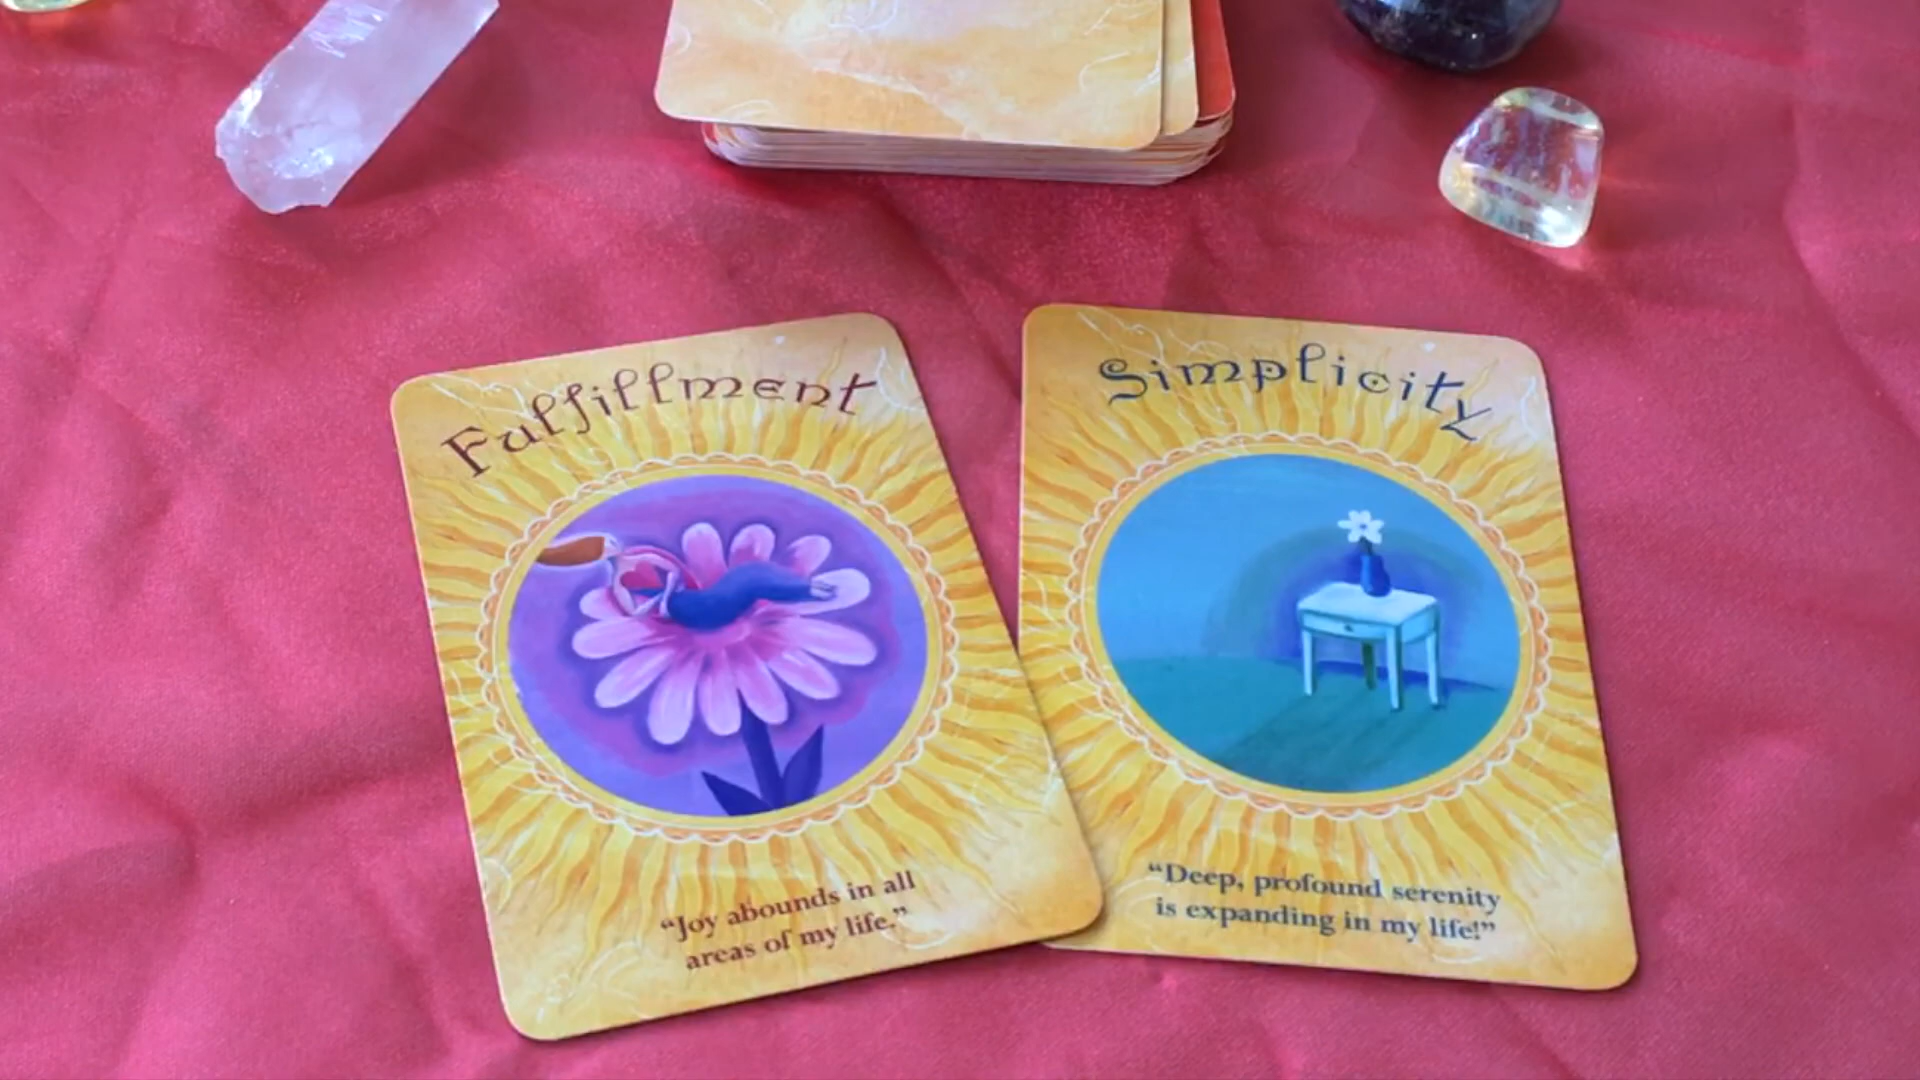 Fulfillment
“Joy abounds in all
areas of my life.”
Simplicity
“Deep, profound serenity
is expanding in my life!”